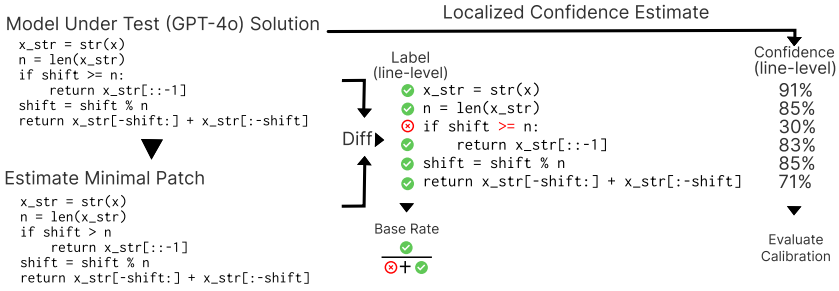 Model Under Test (GPT-4o) Solution
x_str = str(x)
n = len(x_str)
if shift >= n:
    return x_str[::-1]
shift = shift % n
return x_str[-shift:] + x_str[:-shift]
Estimate Minimal Patch
x_str = str(x)
n = len(x_str)
if shift > n
    return x_str[::-1]
shift = shift % n
return x_str[-shift:] + x_str[:-shift]
Diff
Localized Confidence Estimate
Label
(line-level)
Confidence
(line-level)
x_str = str(x) 91%
n = len(x_str) 85%
if shift >= n: 30%
    return x_str[::-1] 83%
shift = shift % n 85%
return x_str[-shift:] + x_str[:-shift] 71%
Base Rate
+
Evaluate
Calibration